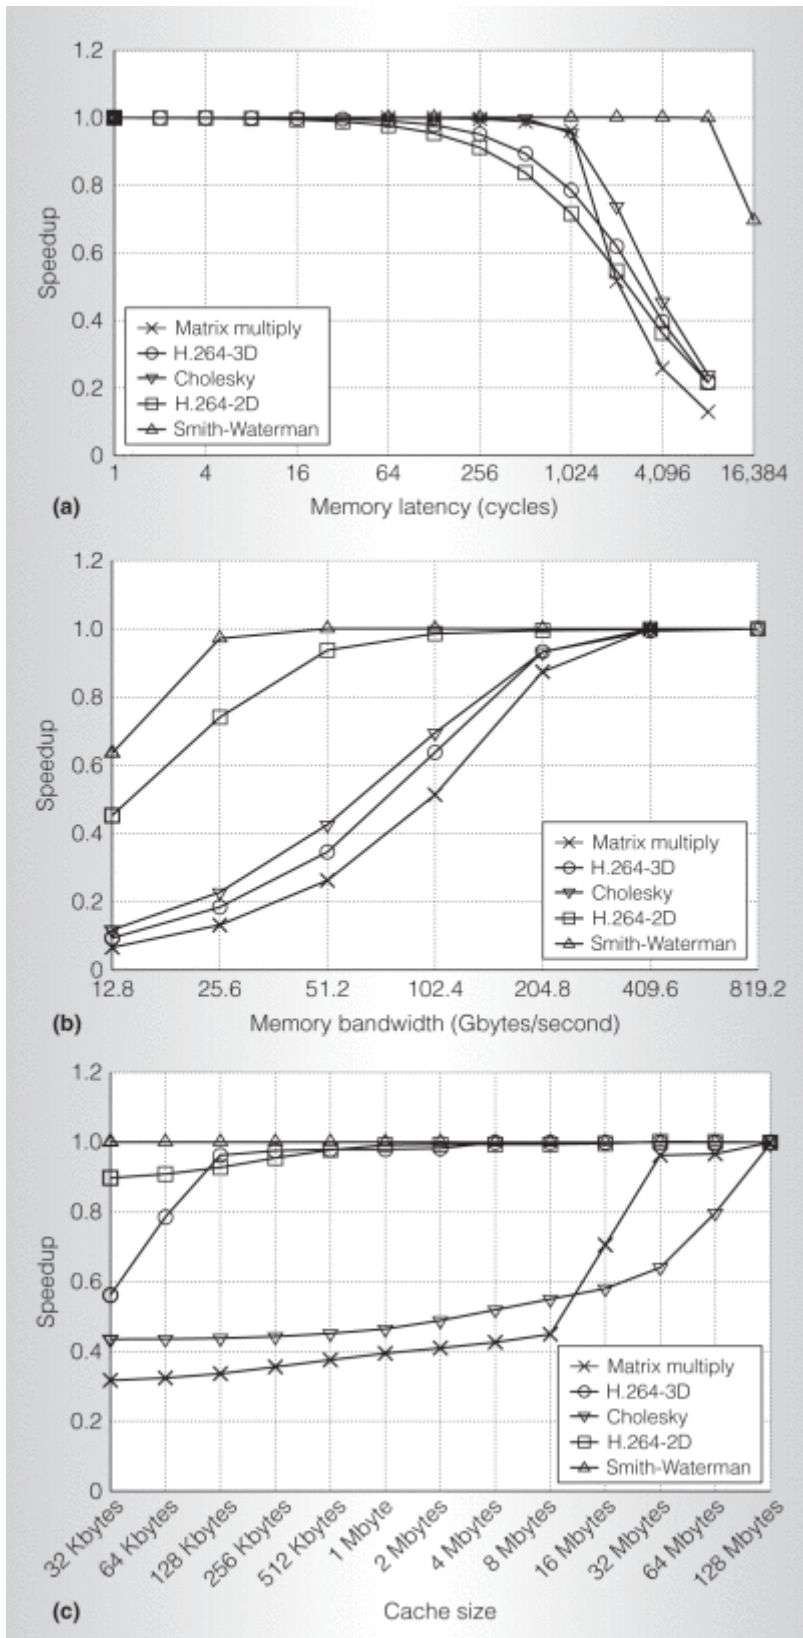 1.2
1.0
0.8
0.6
0.4
0.2
0
Speedup
Matrix multiply
H.264-3D
Cholesky
H.264-2D
Smith-Waterman
1 4 16 64 256 1,024 4,096 16,384
(a) Memory latency (cycles)
1.2
1.0
0.8
0.6
0.4
0.2
0
Speedup
Matrix multiply
H.264-3D
Cholesky
H.264-2D
Smith-Waterman
12.8 25.6 51.2 102.4 204.8 409.6 819.2
(b) Memory bandwidth (Gbytes/second)
1.2
1.0
0.8
0.6
0.4
0.2
0
Speedup
Matrix multiply
H.264-3D
Cholesky
H.264-2D
Smith-Waterman
32 Kbytes
64 Kbytes
128 Kbytes
256 Kbytes
512 Kbytes
1 Mbyte
2 Mbytes
4 Mbytes
8 Mbytes
16 Mbytes
32 Mbytes
64 Mbytes
128 Mbytes
(c) Cache size